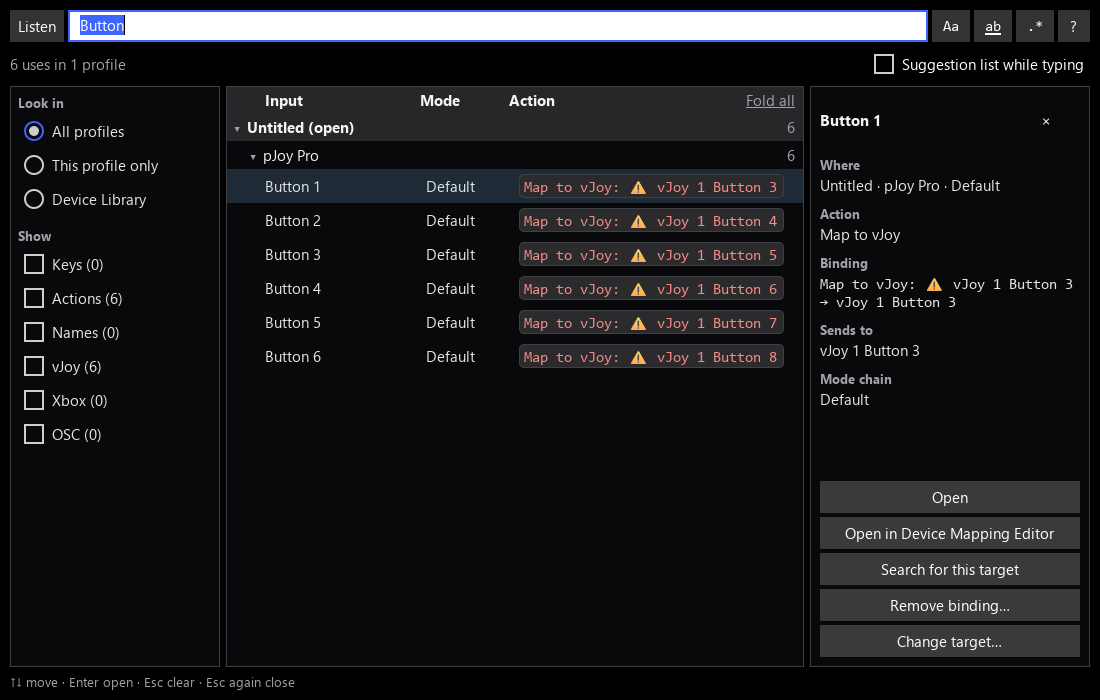 Listen Button Aa ab .* ?
6 uses in 1 profile
Suggestion list while typing
Look in
All profiles
This profile only
Device Library
Show
Keys (0)
Actions (6)
Names (0)
vJoy (6)
Xbox (0)
OSC (0)
Input Mode Action Fold all
▾ Untitled (open) 6
▾ pJoy Pro 6
Button 1 Default Map to vJoy: ⚠ vJoy 1 Button 3
Button 2 Default Map to vJoy: ⚠ vJoy 1 Button 4
Button 3 Default Map to vJoy: ⚠ vJoy 1 Button 5
Button 4 Default Map to vJoy: ⚠ vJoy 1 Button 6
Button 5 Default Map to vJoy: ⚠ vJoy 1 Button 7
Button 6 Default Map to vJoy: ⚠ vJoy 1 Button 8
Button 1 ×
Where
Untitled · pJoy Pro · Default
Action
Map to vJoy
Binding
Map to vJoy: ⚠ vJoy 1 Button 3
→ vJoy 1 Button 3
Sends to
vJoy 1 Button 3
Mode chain
Default
Open
Open in Device Mapping Editor
Search for this target
Remove binding…
Change target…
↑↓ move · Enter open · Esc clear · Esc again close